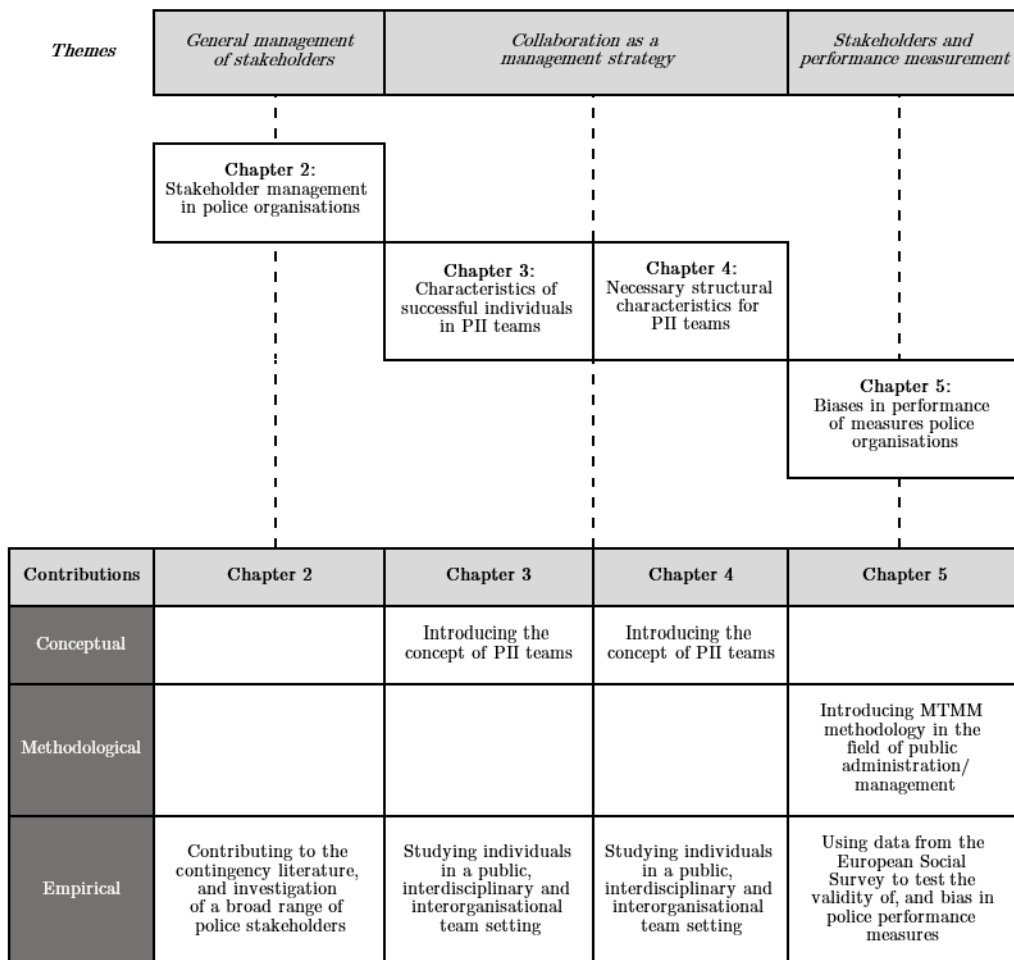 Themes
General management
of stakeholders
Collaboration as a
management strategy
Stakeholders and
performance measurement
Chapter 2:
Stakeholder management
in police organisations
Chapter 3:
Characteristics of
successful individuals
in PII teams
Chapter 4:
Necessary structural
characteristics for
PII teams
Chapter 5:
Biases in performance
of measures police
organisations
Contributions
Chapter 2
Chapter 3
Chapter 4
Chapter 5
Conceptual
Introducing the
concept of PII teams
Introducing the
concept of PII teams
Methodological
Introducing MTMM
methodology in the
field of public
administration/
management
Empirical
Contributing to the
contingency literature,
and investigation
of a broad range of
police stakeholders
Studying individuals
in a public,
interdisciplinary and
interorganisational
team setting
Studying individuals
in a public,
interdisciplinary and
interorganisational
team setting
Using data from the
European Social
Survey to test the
validity of, and bias in
police performance
measures